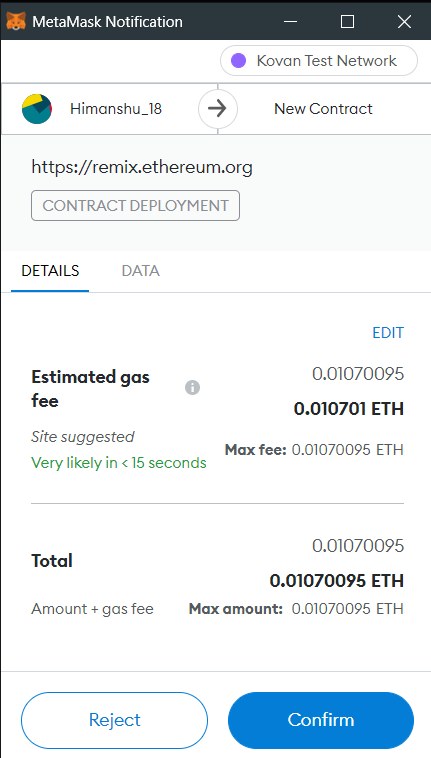 MetaMask Notification
Kovan Test Network
Himanshu_18
New Contract
https://remix.ethereum.org
CONTRACT DEPLOYMENT
DETAILS DATA
EDIT
Estimated gas
fee
0.01070095
0.010701 ETH
Site suggested
Very likely in < 15 seconds
Max fee: 0.01070095 ETH
0.01070095
Total
0.01070095 ETH
Amount + gas fee
Max amount: 0.01070095 ETH
Reject
Confirm